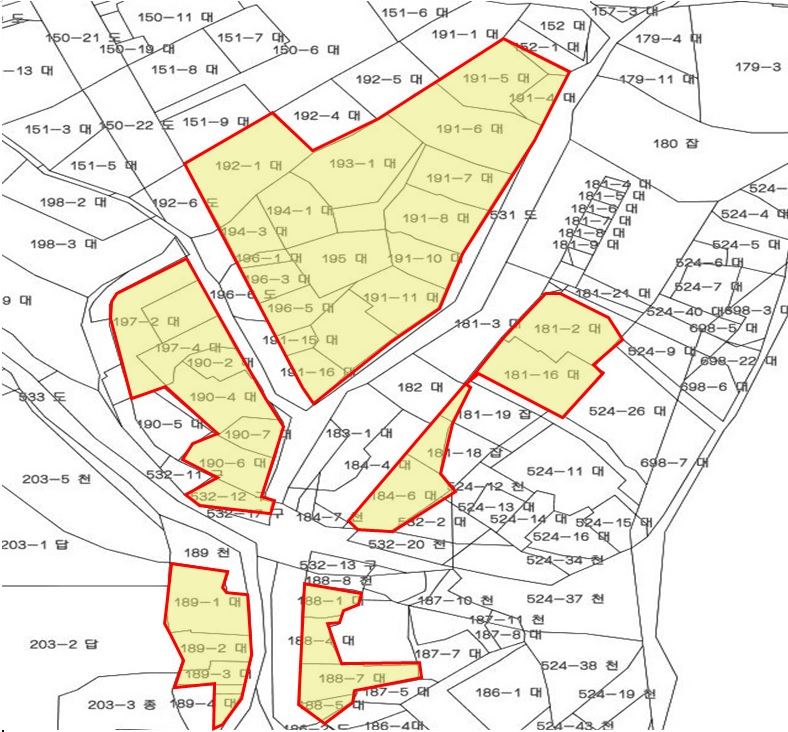 150-11 대
151-6 대
157-3 대
도
150-21 도
150-19 대
151-7 대
150-6 대
191-1 대
152 대
152-1 대
179-4 대
-13 대
151-8 대
192-5 대
191-5 대
179-11 대
179-3
191-4 대
151-3 대
150-22 도
151-9 대
192-4 대
191-6 대
180 잡
151-5 대
192-1 대
193-1 대
191-7 대
198-2 대
192-6 도
194-1 대
191-8 대
531 도
181-4 대
181-5 대
181-6 대
181-7 대
181-8 대
181-9 대
524-
524-4 대
198-3 대
194-3 대
196-1 대
195 대
191-10 대
524-5 대
524-6 대
196-3 대
524-7 대
9 대
196-6 도
196-5 대
191-11 대
181-21 대
524-40 대
698-3 대
197-2 대
181-3 대
181-2 대
698-5 대
197-4 대
191-15 대
524-9 대
698-22 대
190-2 대
191-16 대
181-16 대
698-6 대
533 도
190-4 대
182 대
181-19 잡
524-26 대
190-5 대
190-7 대
183-1 대
181-18 잡
698-7 대
203-5 천
532-11 구
190-6 대
184-4 대
524-11 대
532-12 구
184-6 대
524-12 천
524-13 대
532-17 구
184-7 천
532-2 대
524-14 대
524-15 대
524-16 대
203-1 답
189 천
532-20 천
532-13 구
524-34 천
188-8 천
189-1 대
188-1 대
187-10 천
524-37 천
187-11 천
187-8 대
203-2 답
189-2 대
188-4 대
187-7 대
524-38 천
189-3 대
188-7 대
187-5 대
186-1 대
524-19 천
203-3 종
189-4 대
188-5 대
186-2 도
186-4대
524-43 천